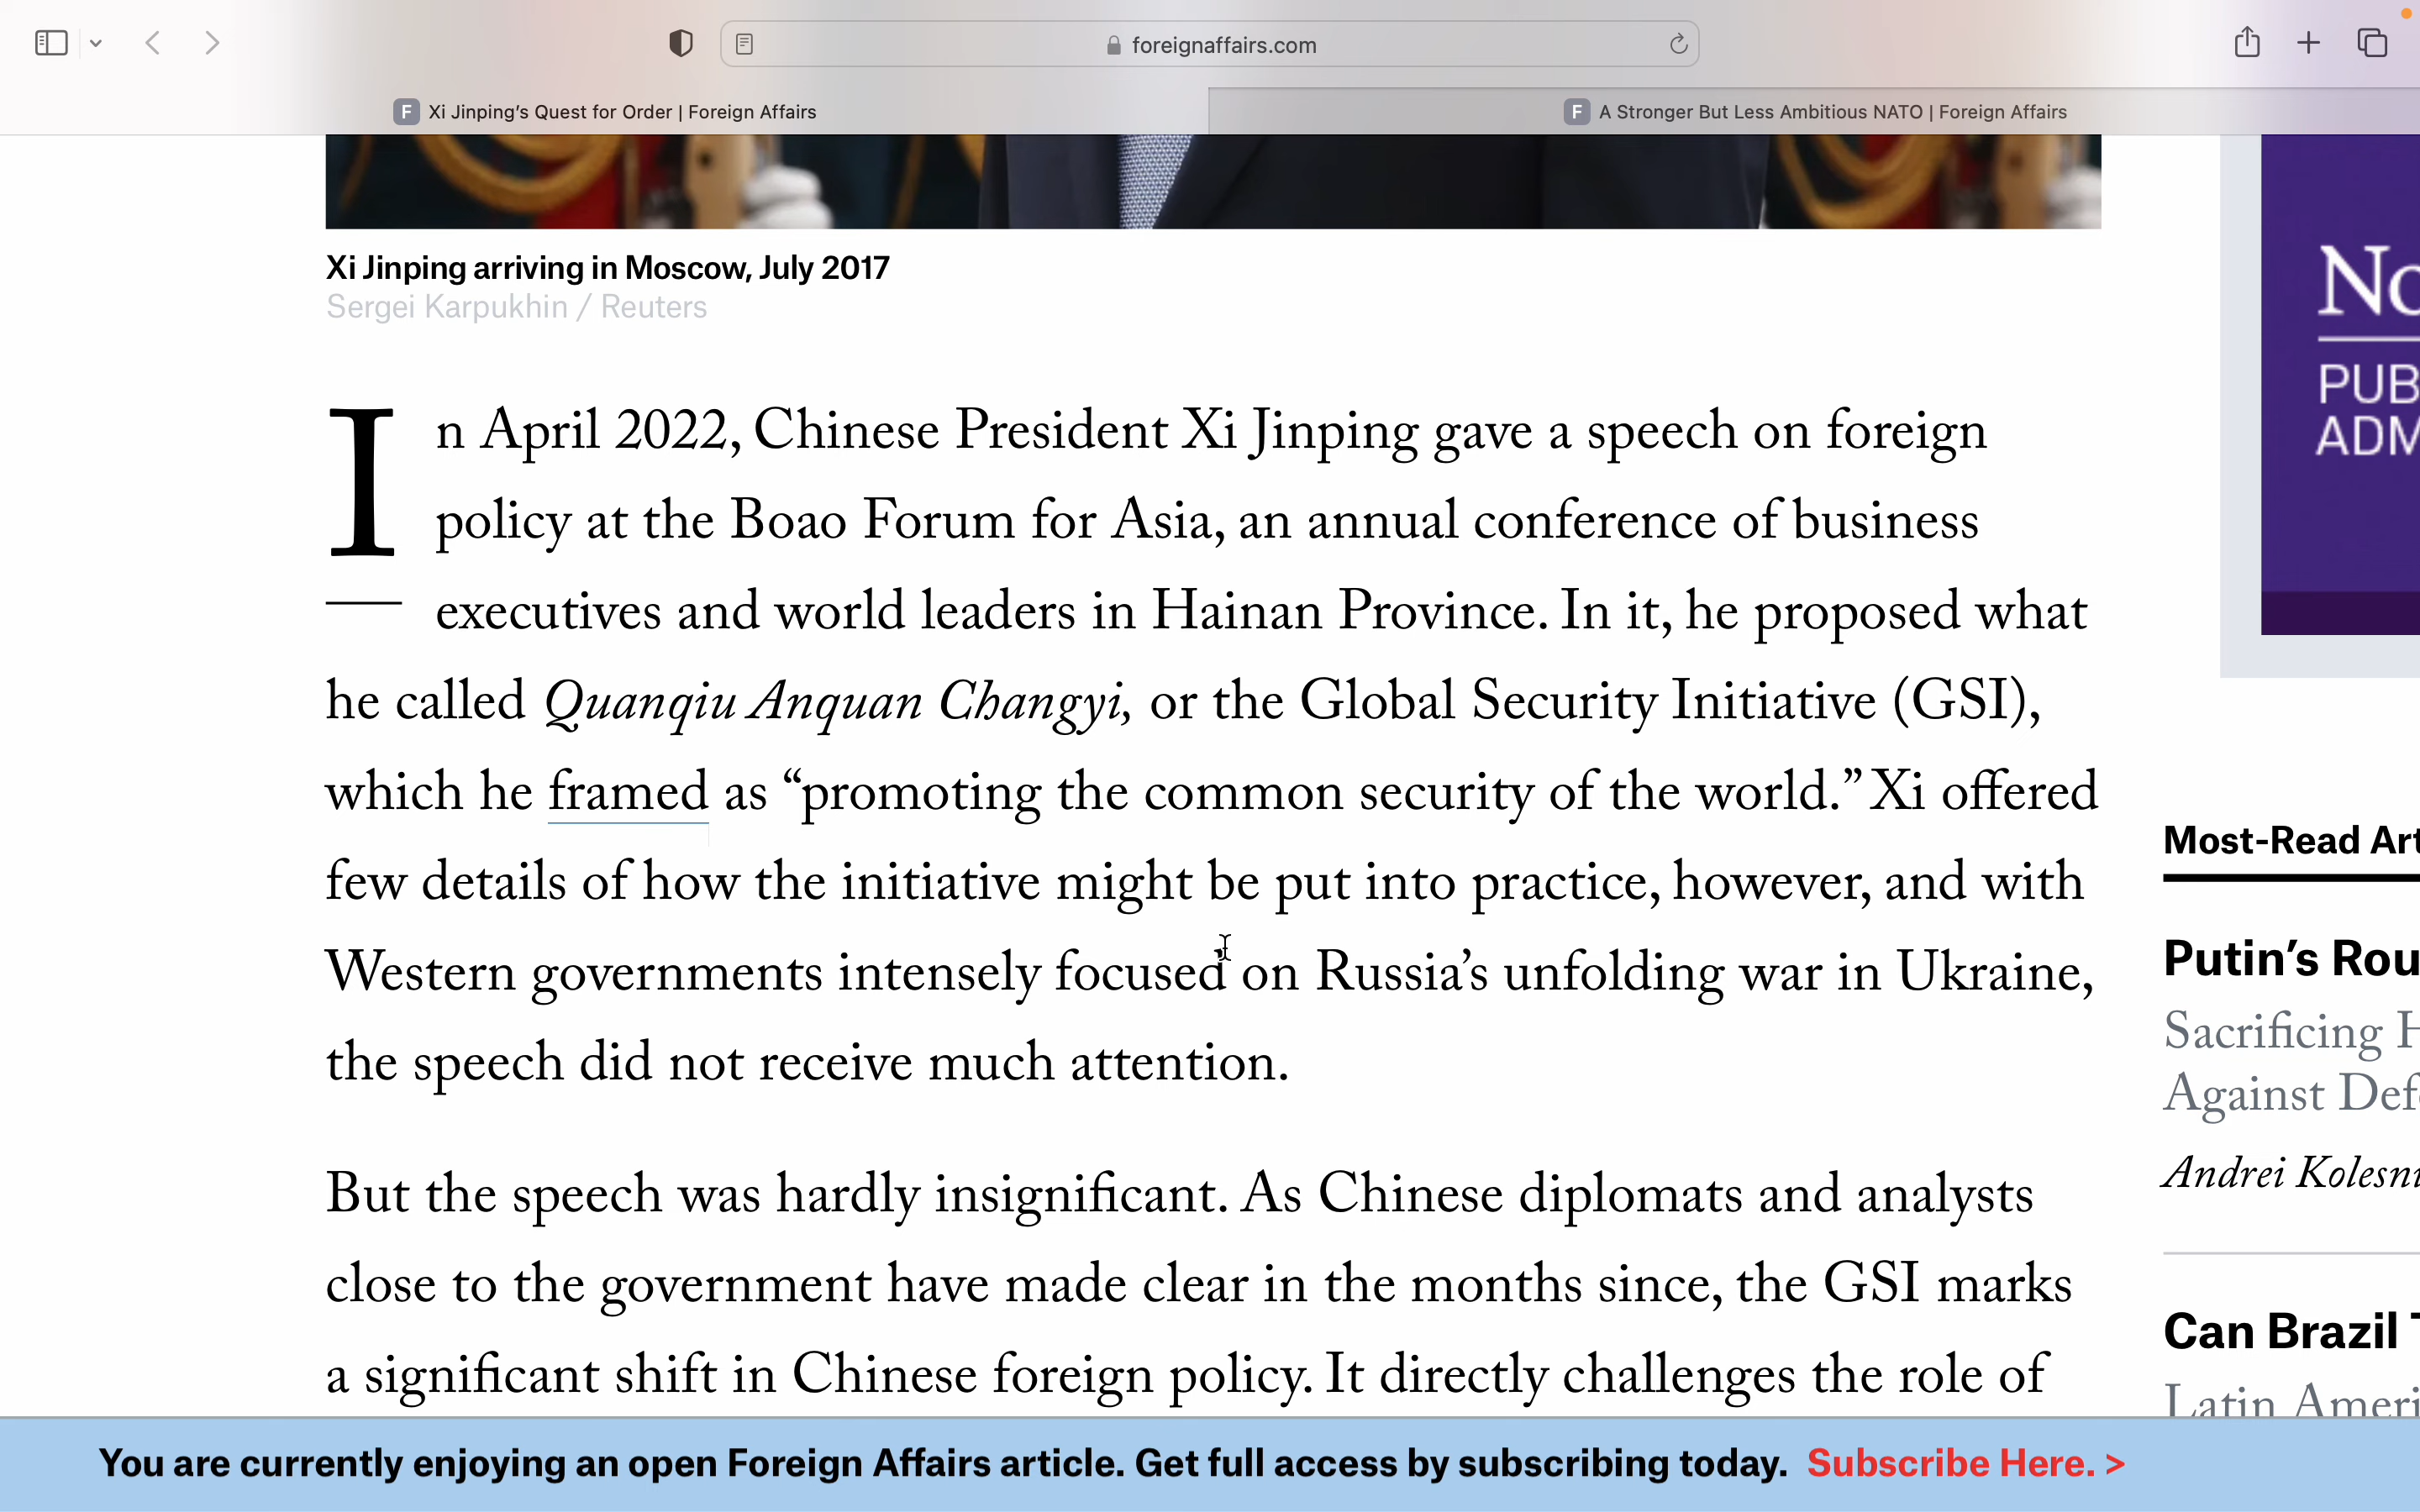 foreignaffairs.com
F Xi Jinping's Quest for Order | Foreign Affairs
F A Stronger But Less Ambitious NATO | Foreign Affairs
Xi Jinping arriving in Moscow, July 2017
Sergei Karpukhin / Reuters
In April 2022, Chinese President Xi Jinping gave a speech on foreign
policy at the Boao Forum for Asia, an annual conference of business
executives and world leaders in Hainan Province. In it, he proposed what
he called Quanqiu Anquan Changyi, or the Global Security Initiative (GSI),
which he framed as “promoting the common security of the world.” Xi offered
few details of how the initiative might be put into practice, however, and with
Western governments intensely focused on Russia’s unfolding war in Ukraine,
the speech did not receive much attention.
But the speech was hardly insignificant. As Chinese diplomats and analysts
close to the government have made clear in the months since, the GSI marks
a significant shift in Chinese foreign policy. It directly challenges the role of
No
PUB
ADM
Most-Read Art
Putin’s Rou
Sacrificing H
Against Def
Andrei Kolesni
Can Brazil T
Latin Ameri
You are currently enjoying an open Foreign Affairs article. Get full access by subscribing today. Subscribe Here. >